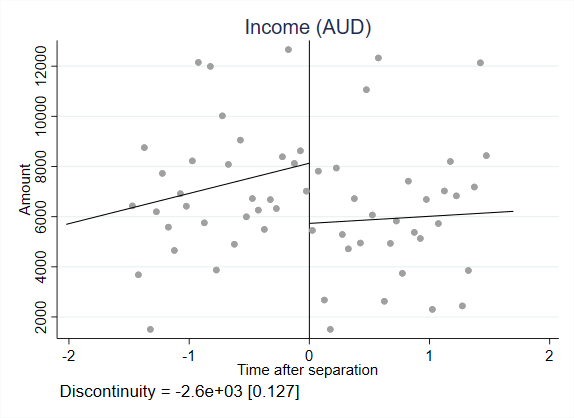 Income (AUD)
Amount
12000
10000
8000
6000
4000
2000
-2 -1 0 1 2
Time after separation
Discontinuity = -2.6e+03 [0.127]